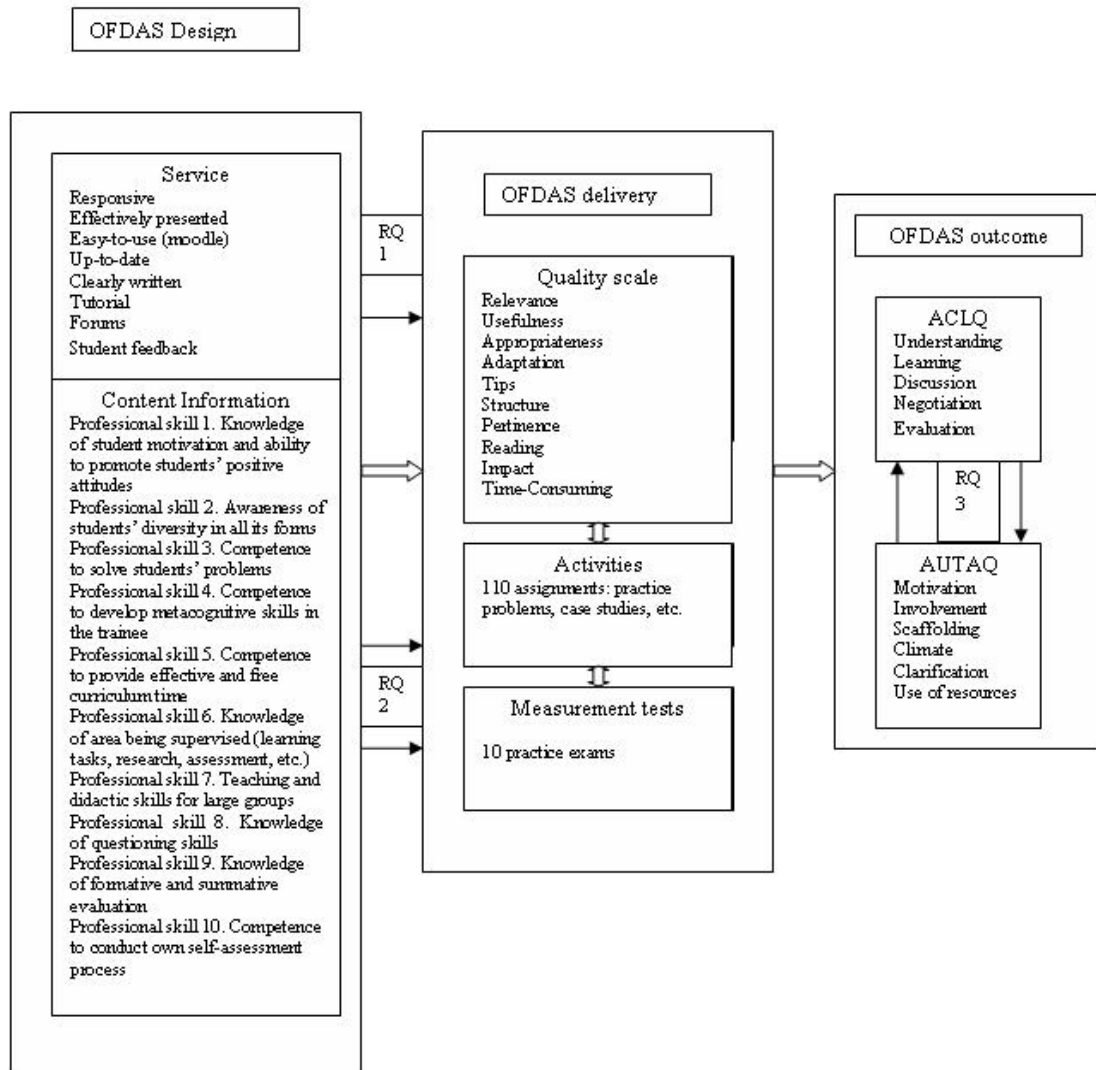 OFDAS Design
Service
Responsive
Effectively presented
Easy-to-use (moodle)
Up-to-date
Clearly written
Tutorial
Forums
Student feedback
Content Information
Professional skill 1. Knowledge
of student motivation and ability
to promote students' positive
attitudes
Professional skill 2. Awareness of
students' diversity in all its forms
Professional skill 3. Competence
to solve students' problems
Professional skill 4. Competence
to develop metacognitive skills in
the trainee
Professional skill 5. Competence
to provide effective and free
curriculum time
Professional skill 6. Knowledge
of area being supervised (learning
tasks, research, assessment, etc.)
Professional skill 7. Teaching and
didactic skills for large groups
Professional skill 8. Knowledge
of questioning skills
Professional skill 9. Knowledge
of formative and summative
evaluation
Professional skill 10. Competence
to conduct own self-assessment
process
RQ
1
RQ
2
OFDAS delivery
Quality scale
Relevance
Usefulness
Appropriateness
Adaptation
Tips
Structure
Pertinence
Reading
Impact
Time-Consuming
Activities
110 assignments: practice
problems, case studies, etc.
Measurement tests
10 practice exams
OFDAS outcome
ACLQ
Understanding
Learning
Discussion
Negotiation
Evaluation
RQ
3
AUTAQ
Motivation
Involvement
Scaffolding
Climate
Clarification
Use of resources